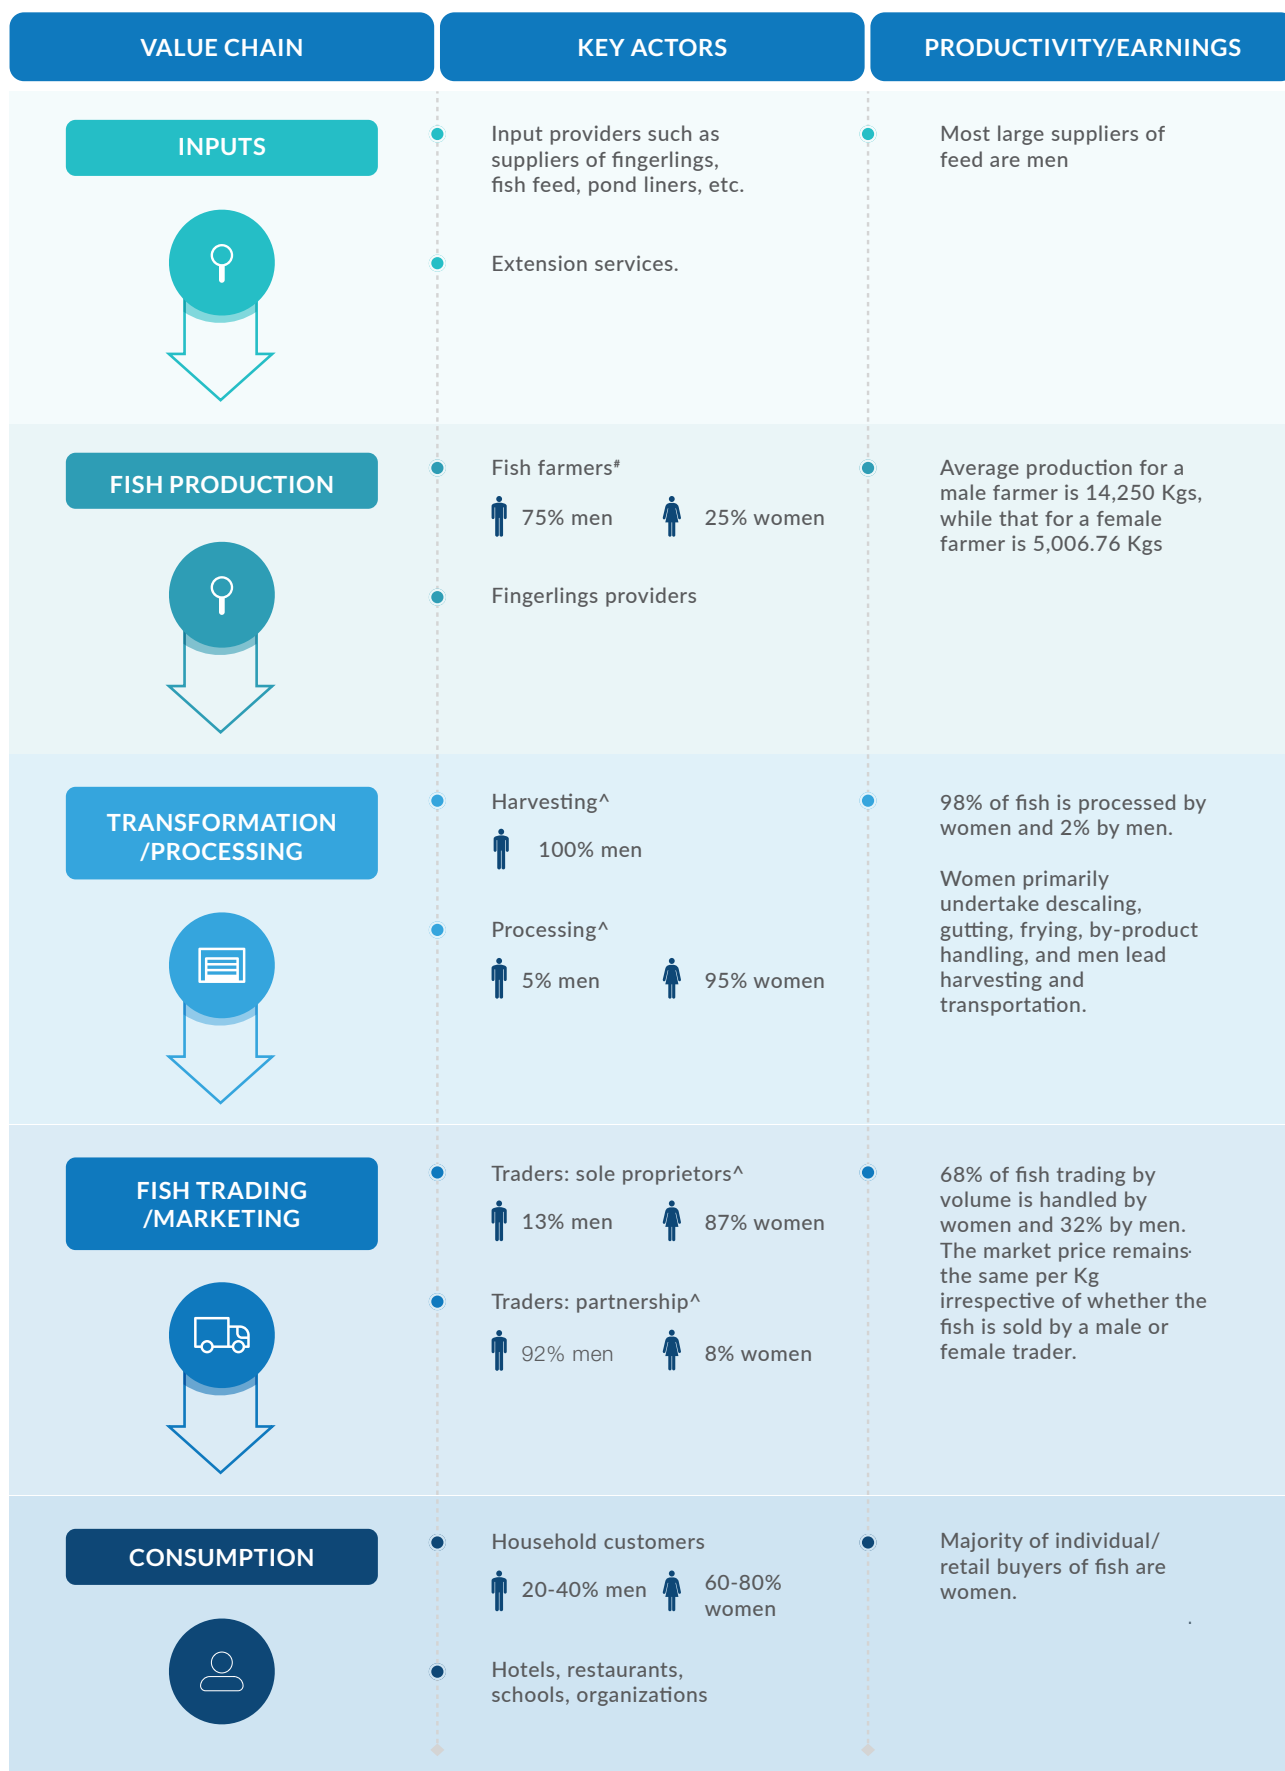 VALUE CHAIN
KEY ACTORS
PRODUCTIVITY/EARNINGS
INPUTS
Input providers such as
suppliers of fingerlings,
fish feed, pond liners, etc.
Extension services.
Most large suppliers of
feed are men
FISH PRODUCTION
Fish farmers#
75% men
25% women
Fingerlings providers
Average production for a
male farmer is 14,250 Kgs,
while that for a female
farmer is 5,006.76 Kgs
TRANSFORMATION
/PROCESSING
Harvesting^
100% men
Processing^
5% men
95% women
98% of fish is processed by
women and 2% by men.
Women primarily
undertake descaling,
gutting, frying, by-product
handling, and men lead
harvesting and
transportation.
FISH TRADING
/MARKETING
Traders: sole proprietors^
13% men
87% women
Traders: partnership^
92% men
8% women
68% of fish trading by
volume is handled by
women and 32% by men.
The market price remains
the same per Kg
irrespective of whether the
fish is sold by a male or
female trader.
CONSUMPTION
Household customers
20-40% men
60-80%
women
Hotels, restaurants,
schools, organizations
Majority of individual/
retail buyers of fish are
women.